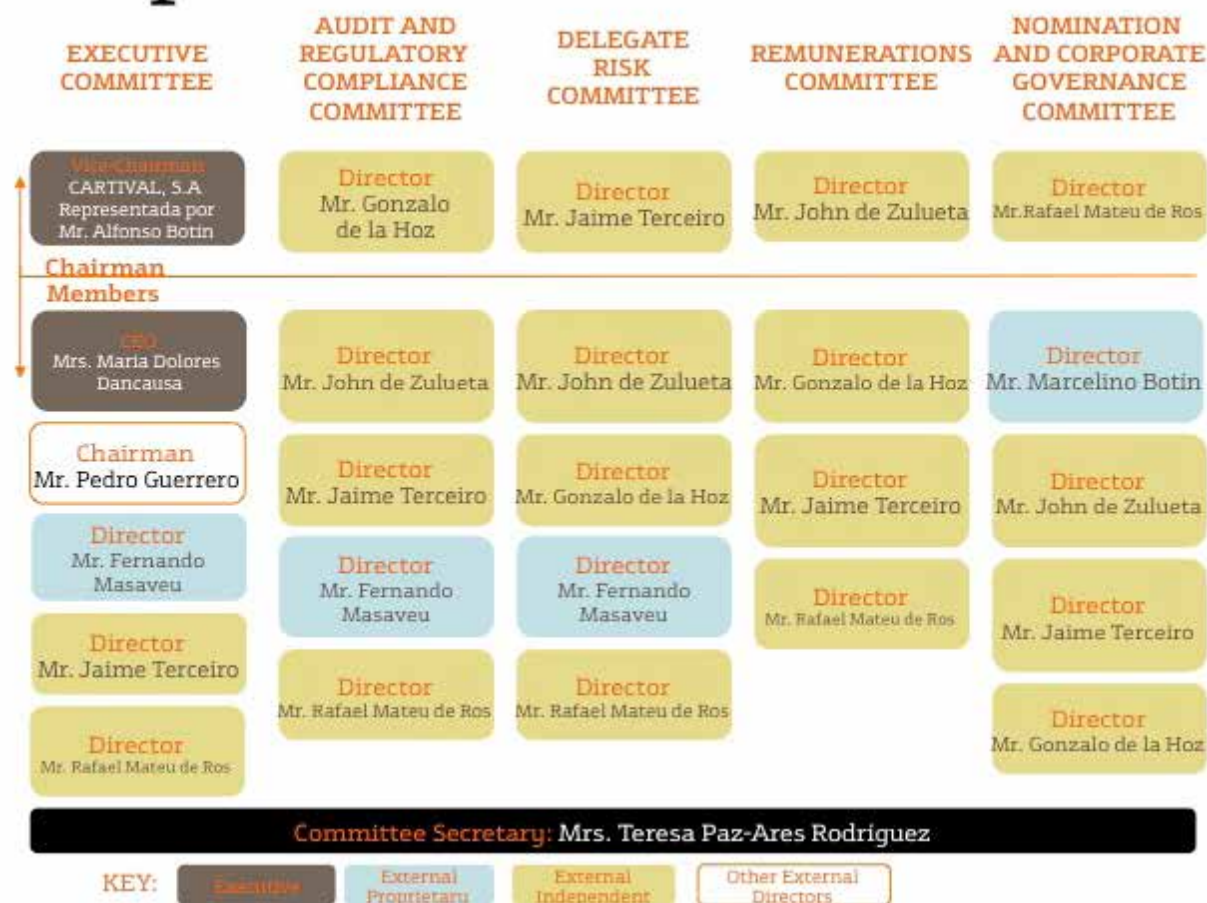 EXECUTIVE
COMMITTEE
AUDIT AND
REGULATORY
COMPLIANCE
COMMITTEE
DELEGATE
RISK
COMMITTEE
REMUNERATIONS
COMMITTEE
NOMINATION
AND CORPORATE
GOVERNANCE
COMMITTEE
Vice-Chairman
CARTIVAL, S.A
Representada por
Mr. Alfonso Botin
Director
Mr. Gonzalo
de la Hoz
Director
Mr. Jaime Terceiro
Director
Mr. John de Zulueta
Director
Mr.Rafael Mateu de Ros
Chairman
Members
CEO
Mrs. Maria Dolores
Dancausa
Director
Mr. John de Zulueta
Director
Mr. John de Zulueta
Director
Mr. Gonzalo de la Hoz
Director
Mr. Marcelino Botin
Chairman
Mr. Pedro Guerrero
Director
Mr. Jaime Terceiro
Director
Mr. Gonzalo de la Hoz
Director
Mr. Jaime Terceiro
Director
Mr. John de Zulueta
Director
Mr. Fernando
Masaveu
Director
Mr. Fernando
Masaveu
Director
Mr. Fernando
Masaveu
Director
Mr. Rafael Mateu de Ros
Director
Mr. Jaime Terceiro
Director
Mr. Jaime Terceiro
Director
Mr. Rafael Mateu de Ros
Director
Mr. Rafael Mateu de Ros
Director
Mr. Gonzalo de la Hoz
Director
Mr. Rafael Mateu de Ros
Committee Secretary: Mrs. Teresa Paz-Ares Rodríguez
KEY:
Executive
External
Proprietary
External
Independent
Other External
Directors